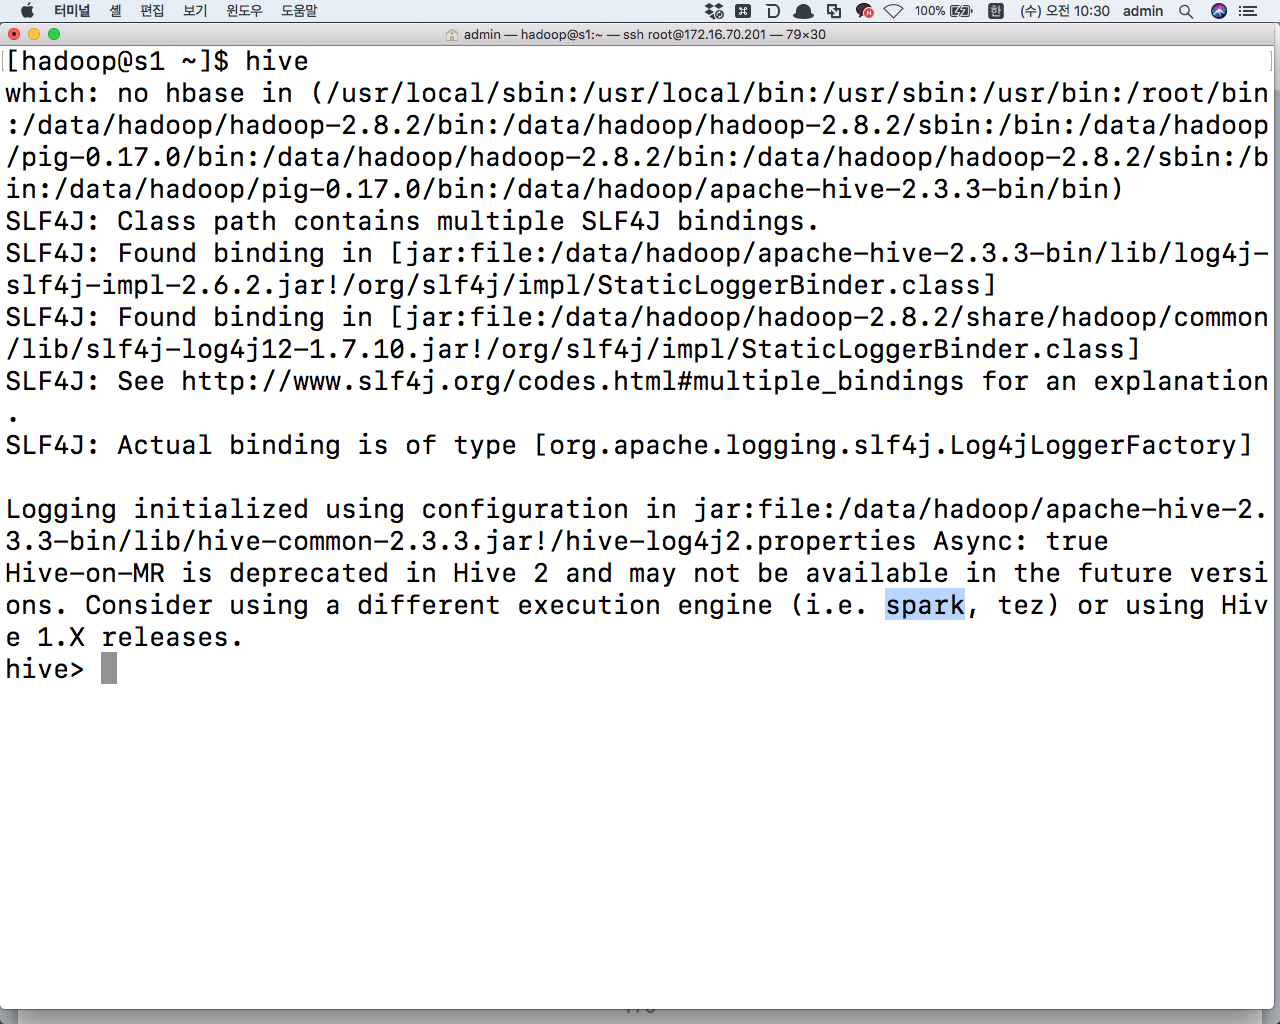 터미널 셸 편집 보기 윈도우 도움말 100% 한 (수) 오전 10:30 admin
admin — hadoop@s1:~ — ssh root@172.16.70.201 — 79×30
[hadoop@s1 ~]$ hive
which: no hbase in (/usr/local/sbin:/usr/local/bin:/usr/sbin:/usr/bin:/root/bin
:/data/hadoop/hadoop-2.8.2/bin:/data/hadoop/hadoop-2.8.2/sbin:/bin:/data/hadoop
/pig-0.17.0/bin:/data/hadoop/hadoop-2.8.2/bin:/data/hadoop/hadoop-2.8.2/sbin:/b
in:/data/hadoop/pig-0.17.0/bin:/data/hadoop/apache-hive-2.3.3-bin/bin)
SLF4J: Class path contains multiple SLF4J bindings.
SLF4J: Found binding in [jar:file:/data/hadoop/apache-hive-2.3.3-bin/lib/log4j-
slf4j-impl-2.6.2.jar!/org/slf4j/impl/StaticLoggerBinder.class]
SLF4J: Found binding in [jar:file:/data/hadoop/hadoop-2.8.2/share/hadoop/common
/lib/slf4j-log4j12-1.7.10.jar!/org/slf4j/impl/StaticLoggerBinder.class]
SLF4J: See http://www.slf4j.org/codes.html#multiple_bindings for an explanation
.
SLF4J: Actual binding is of type [org.apache.logging.slf4j.Log4jLoggerFactory]
Logging initialized using configuration in jar:file:/data/hadoop/apache-hive-2.
3.3-bin/lib/hive-common-2.3.3.jar!/hive-log4j2.properties Async: true
Hive-on-MR is deprecated in Hive 2 and may not be available in the future versi
ons. Consider using a different execution engine (i.e. spark, tez) or using Hiv
e 1.X releases.
hive>